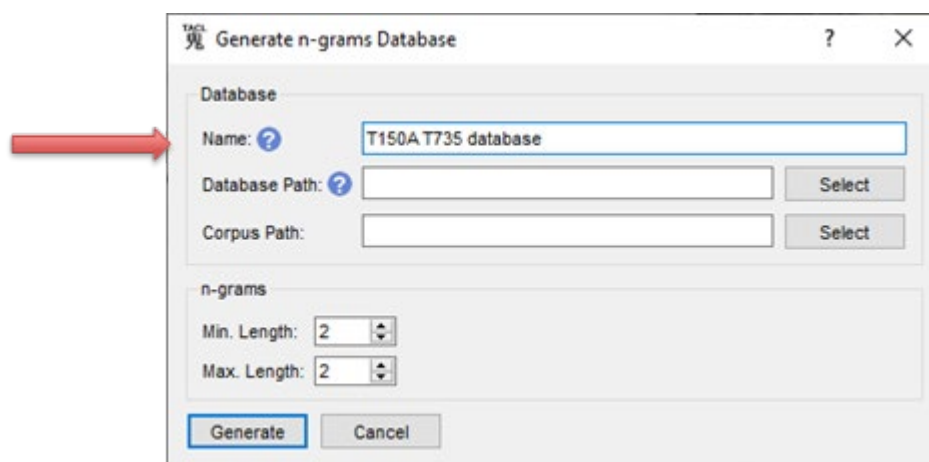 TACL
Generate n-grams Database ? ×
Database
Name: ? T150A T735 database
Database Path: ? Select
Corpus Path: Select
n-grams
Min. Length: 2
Max. Length: 2
Generate Cancel